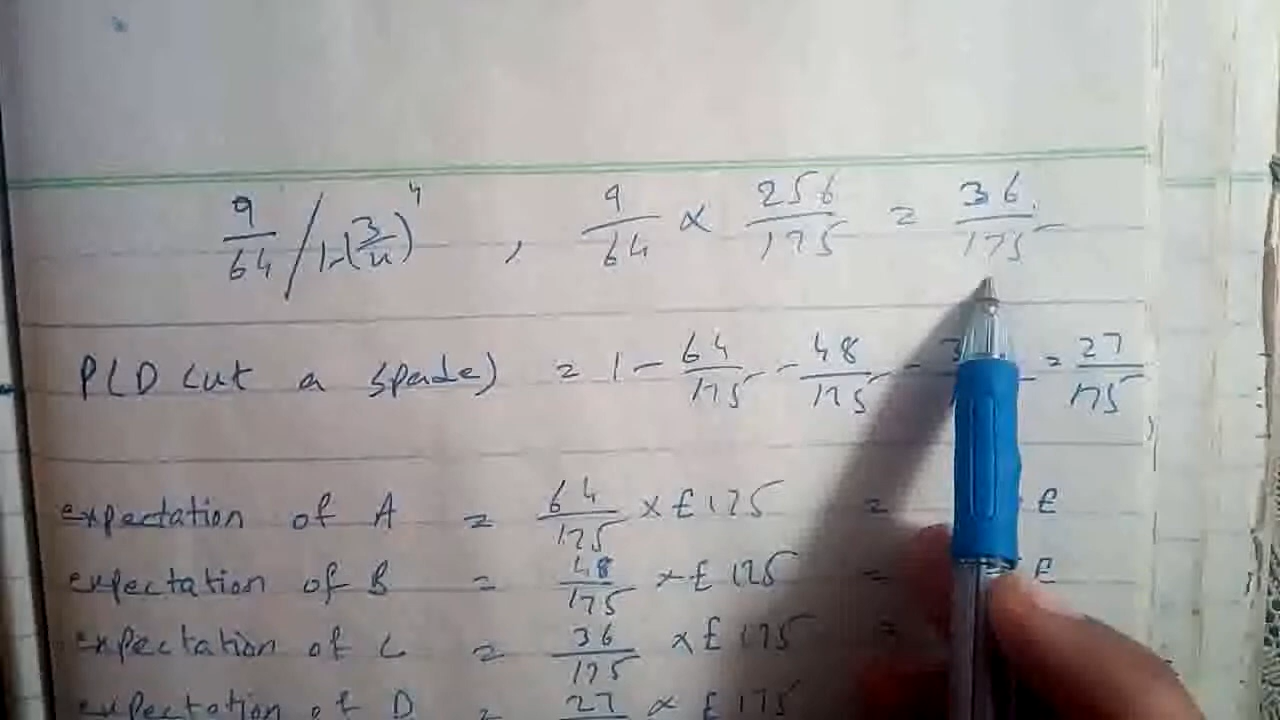 9/64 / 1-(3/4)^4 , 9/64 × 256/175 = 36/175
P(D cut a spade) = 1 - 64/175 - 48/175 - 3 = 27/175
expectation of A = 64/175 × £175 = £
expectation of B = 48/175 × £175 = £
expectation of C = 36/175 × £175 =
expectation of D = 27 × £175